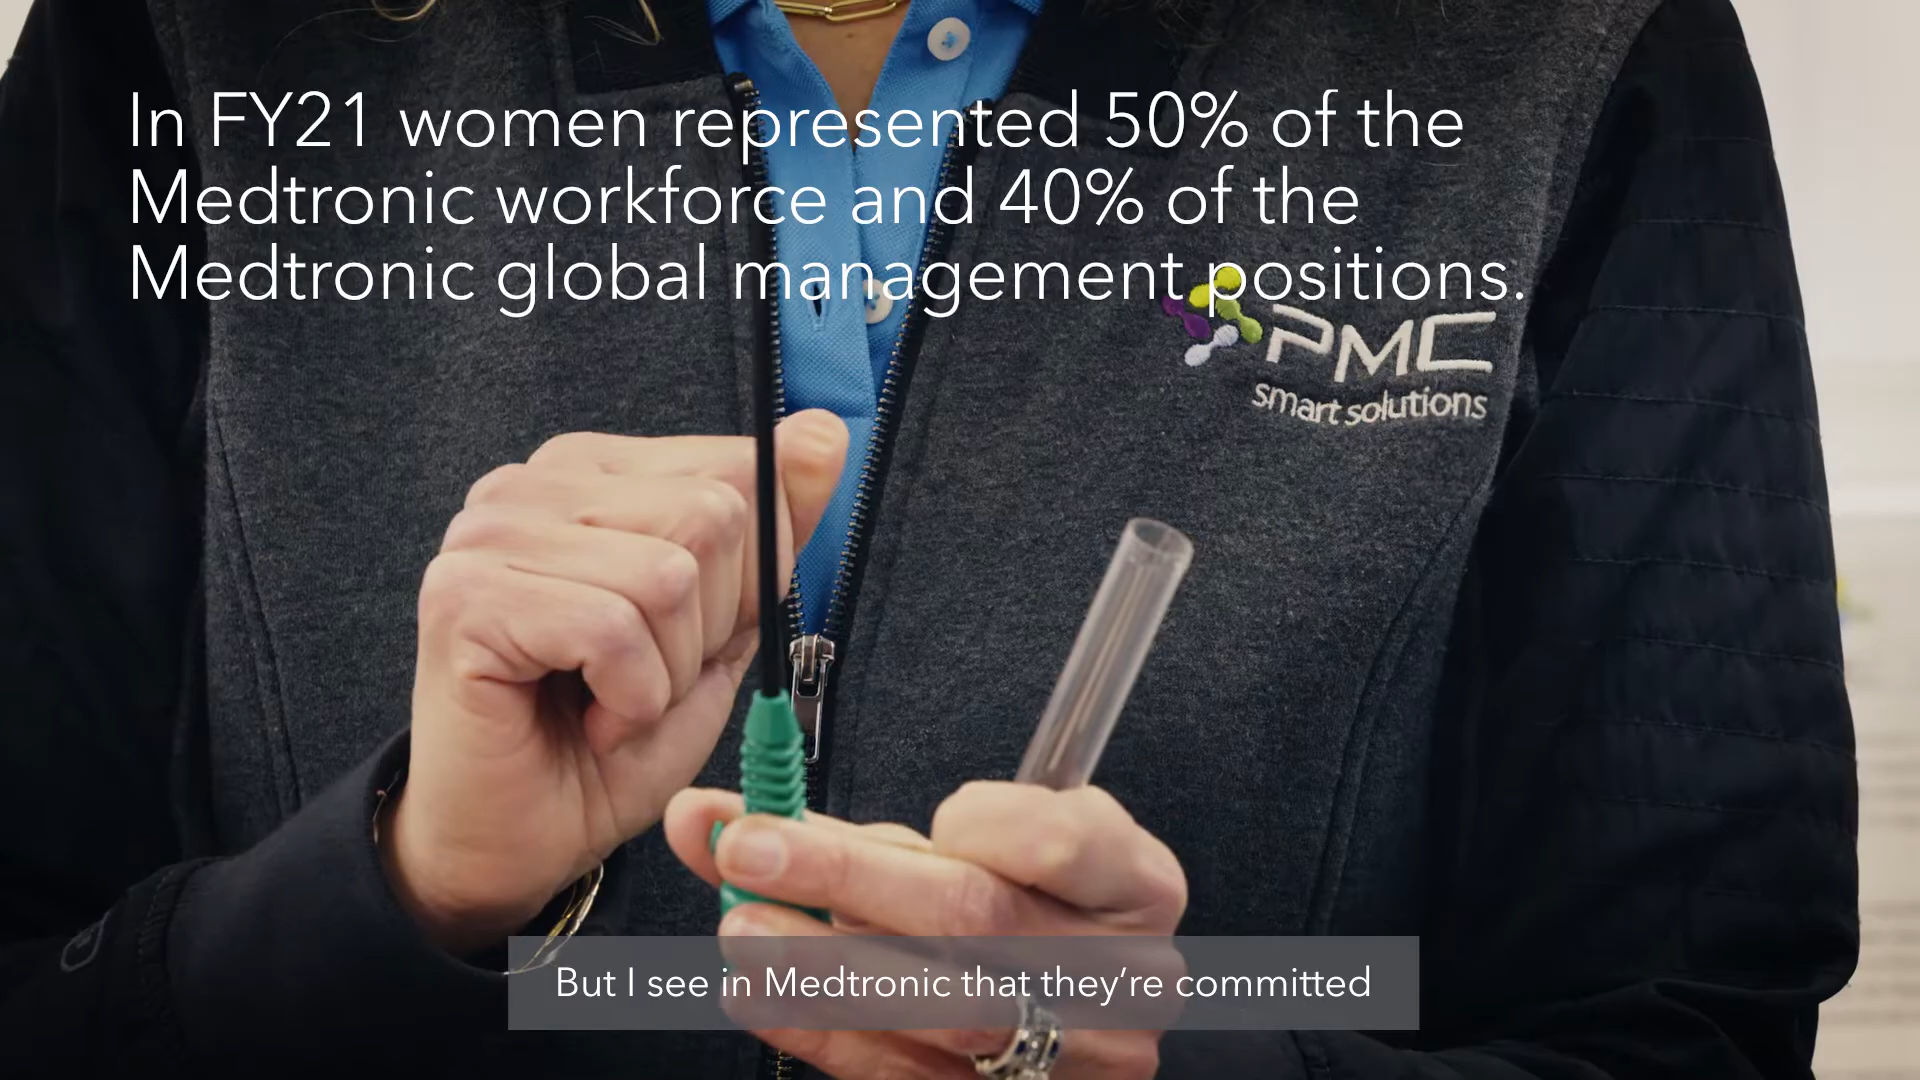 In FY21 women represented 50% of the
Medtronic workforce and 40% of the
Medtronic global management positions.
PMC
smart solutions
But I see in Medtronic that they’re committed